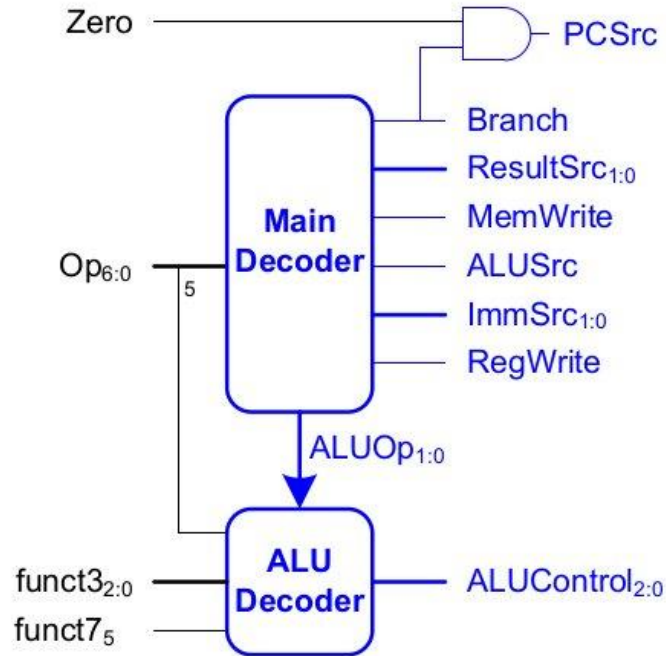 Zero
PCSrc
Branch
ResultSrc1:0
Main
Decoder
MemWrite
Op6:0
5
ALUSrc
ImmSrc1:0
RegWrite
ALUOp1:0
ALU
Decoder
funct32:0
ALUControl2:0
funct75